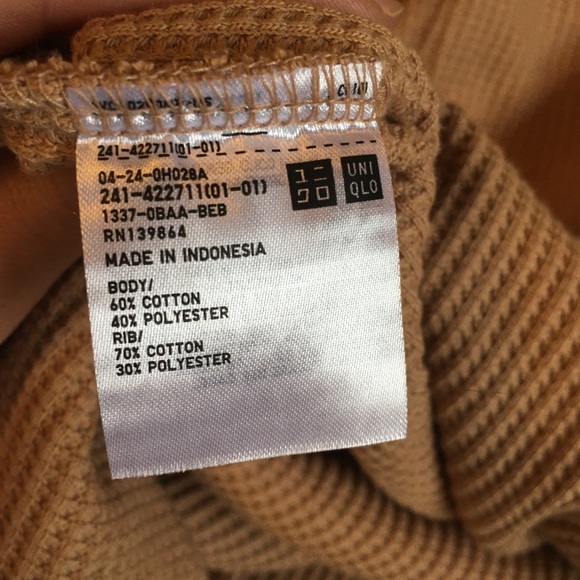 241-422711(01-01)
04-24-0H028A
241-422711(01-01)
1337-0BAA-BEB
RN139864
MADE IN INDONESIA
BODY/
60% COTTON
40% POLYESTER
RIB/
70% COTTON
30% POLYESTER
ユニ
クロ
UNI
QLO